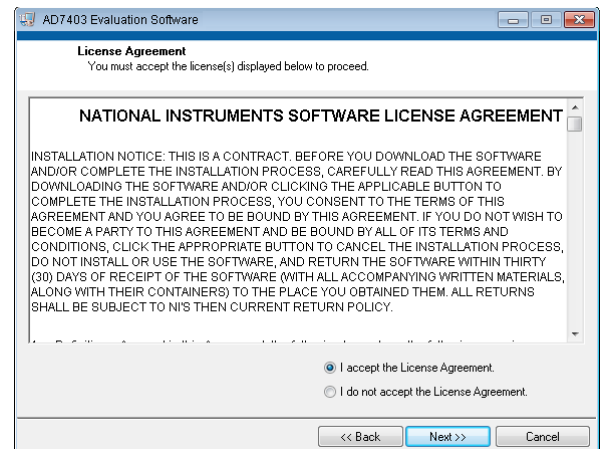 AD7403 Evaluation Software
License Agreement
You must accept the license(s) displayed below to proceed.
NATIONAL INSTRUMENTS SOFTWARE LICENSE AGREEMENT
INSTALLATION NOTICE: THIS IS A CONTRACT. BEFORE YOU DOWNLOAD THE SOFTWARE
AND/OR COMPLETE THE INSTALLATION PROCESS, CAREFULLY READ THIS AGREEMENT. BY
DOWNLOADING THE SOFTWARE AND/OR CLICKING THE APPLICABLE BUTTON TO
COMPLETE THE INSTALLATION PROCESS, YOU CONSENT TO THE TERMS OF THIS
AGREEMENT AND YOU AGREE TO BE BOUND BY THIS AGREEMENT. IF YOU DO NOT WISH TO
BECOME A PARTY TO THIS AGREEMENT AND BE BOUND BY ALL OF ITS TERMS AND
CONDITIONS, CLICK THE APPROPRIATE BUTTON TO CANCEL THE INSTALLATION PROCESS,
DO NOT INSTALL OR USE THE SOFTWARE, AND RETURN THE SOFTWARE WITHIN THIRTY
(30) DAYS OF RECEIPT OF THE SOFTWARE (WITH ALL ACCOMPANYING WRITTEN MATERIALS,
ALONG WITH THEIR CONTAINERS) TO THE PLACE YOU OBTAINED THEM. ALL RETURNS
SHALL BE SUBJECT TO NI'S THEN CURRENT RETURN POLICY.
I accept the License Agreement.
I do not accept the License Agreement.
<< Back
Next >>
Cancel